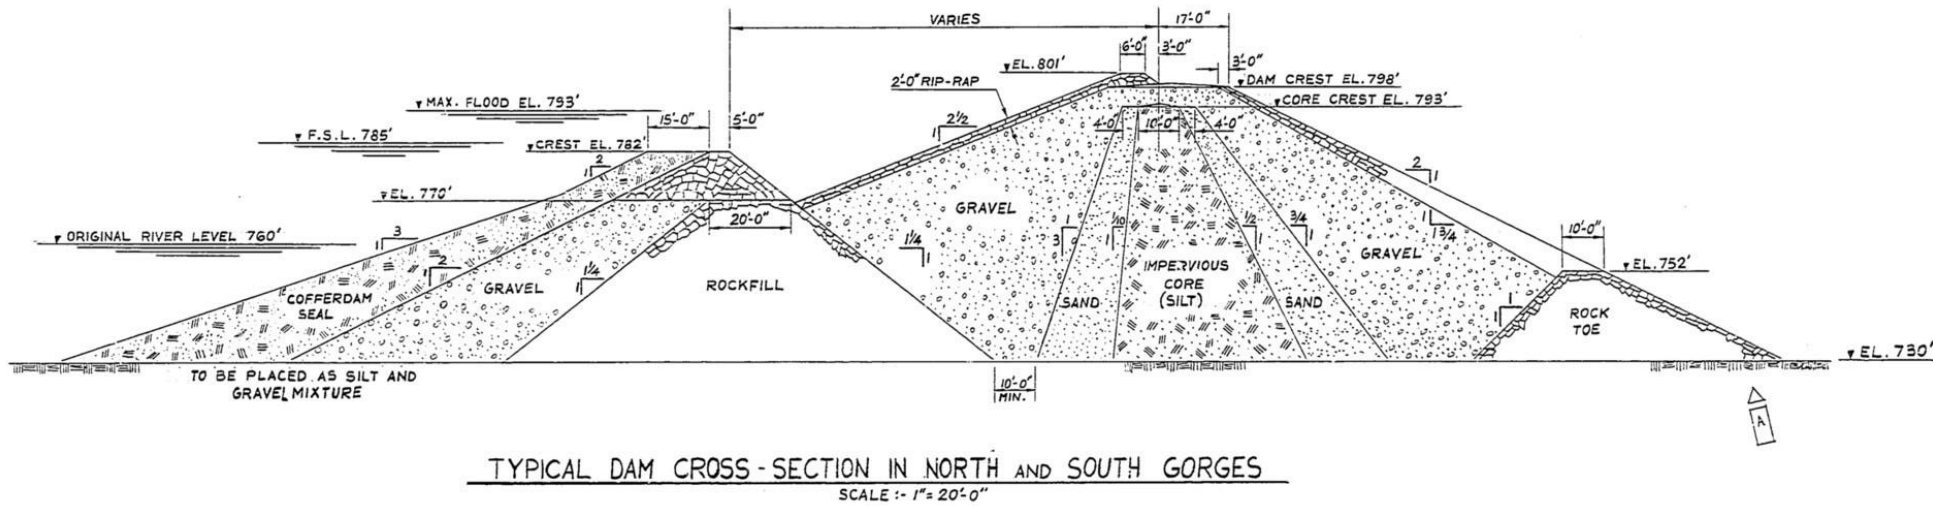 VARIES
17'-0"
6'-0"
3'-0"
3'-0"
EL. 801'
2'-0" RIP-RAP
DAM CREST EL. 798'
CORE CREST EL. 793'
MAX. FLOOD EL. 793'
15'-0"
5'-0"
F.S.L. 785'
CREST EL. 782'
1
2 1/2
4'-0"
10'-0"
4'-0"
2
1
2
1
EL. 770'
20'-0"
GRAVEL
1
3
1
1/10
1/2
1
3/4
1
GRAVEL
1
1 3/4
10'-0"
ORIGINAL RIVER LEVEL 760'
1
3
1
2
1 1/4
1
1 1/4
1
EL. 752'
COFFERDAM
SEAL
GRAVEL
ROCKFILL
SAND
IMPERVIOUS
CORE
(SILT)
SAND
1
1
ROCK
TOE
EL. 730'
TO BE PLACED AS SILT AND
GRAVEL MIXTURE
10'-0"
MIN.
A
TYPICAL DAM CROSS-SECTION IN NORTH AND SOUTH GORGES
SCALE :- 1" = 20'-0"